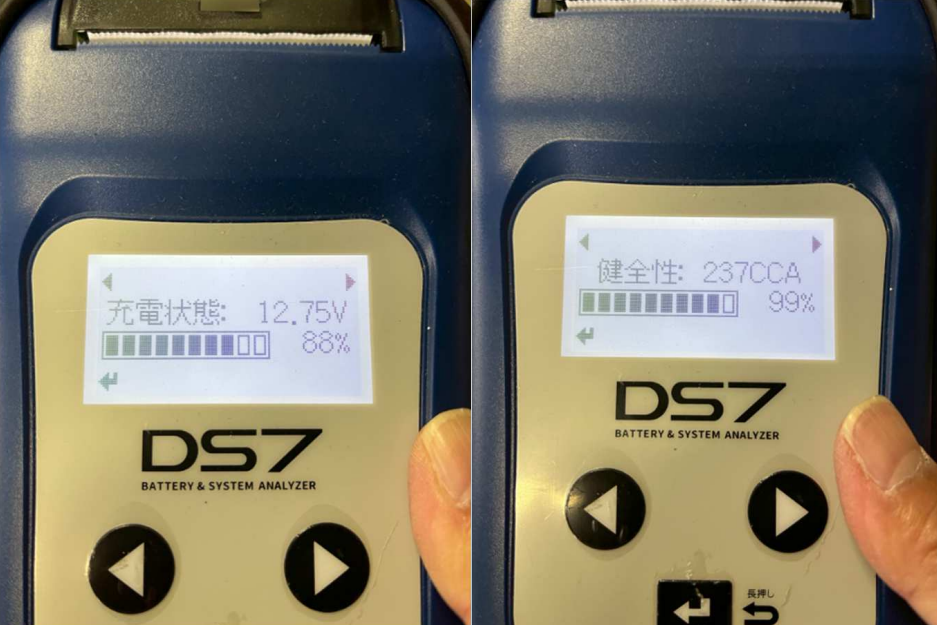 充電状態: 12.75V
88%
DS7
BATTERY & SYSTEM ANALYZER
健全性: 237CCA
99%
DS7
BATTERY & SYSTEM ANALYZER
長押し